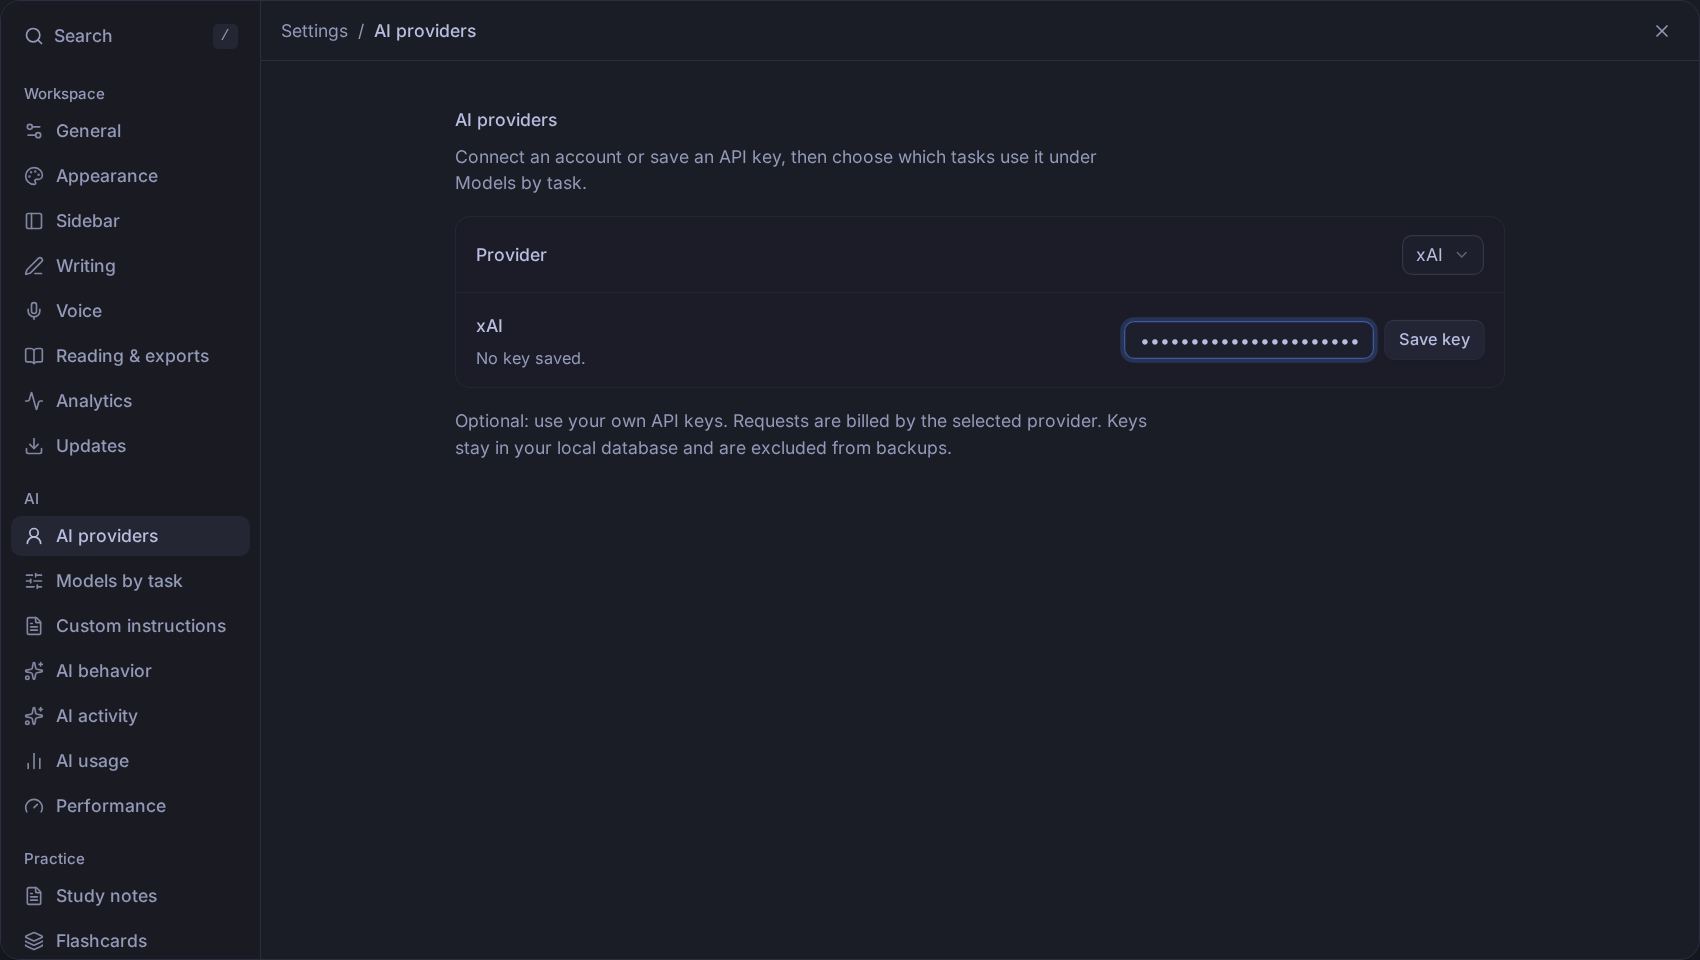 Search /
Workspace
General
Appearance
Sidebar
Writing
Voice
Reading & exports
Analytics
Updates
AI
AI providers
Models by task
Custom instructions
AI behavior
AI activity
AI usage
Performance
Practice
Study notes
Flashcards
Settings / AI providers
AI providers
Connect an account or save an API key, then choose which tasks use it under
Models by task.
Provider
xAI
xAI
No key saved.
••••••••••••••••••••••
Save key
Optional: use your own API keys. Requests are billed by the selected provider. Keys
stay in your local database and are excluded from backups.